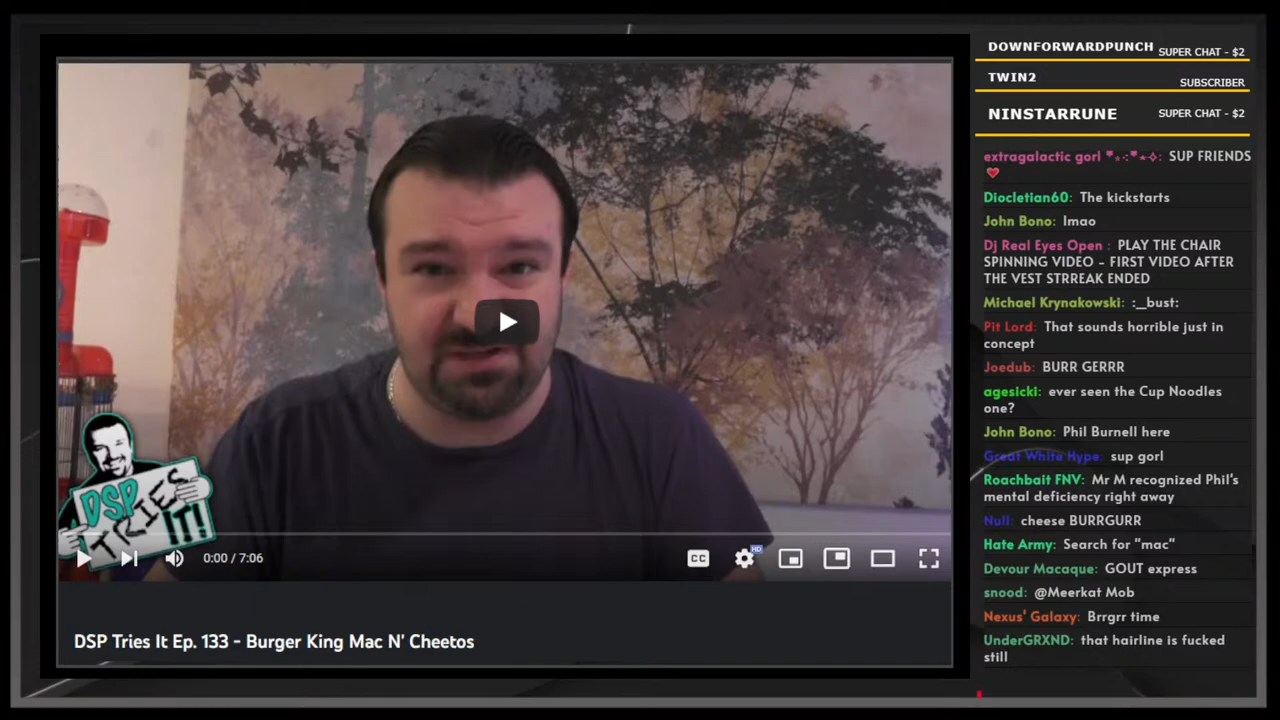 DSP
TRIES
IT!
0:00 / 7:06
CC
HD
DSP Tries It Ep. 133 - Burger King Mac N' Cheetos
DOWNFORWARDPUNCH SUPER CHAT - $2
TWIN2 SUBSCRIBER
NINSTARRUNE SUPER CHAT - $2
extragalactic gorl *⋆·:*⋆✧: SUP FRIENDS
❤
Diocletian60: The kickstarts
John Bono: lmao
Dj Real Eyes Open : PLAY THE CHAIR
SPINNING VIDEO - FIRST VIDEO AFTER
THE VEST STRREAK ENDED
Michael Krynakowski: :__bust:
Pit Lord: That sounds horrible just in
concept
Joedub: BURR GERRR
agesicki: ever seen the Cup Noodles
one?
John Bono: Phil Burnell here
Great White Hype: sup gorl
Roachbait FNV: Mr M recognized Phil's
mental deficiency right away
Null: cheese BURRGURR
Hate Army: Search for "mac"
Devour Macaque: GOUT express
snood: @Meerkat Mob
Nexus' Galaxy: Brrgrr time
UnderGRXND: that hairline is fucked
still